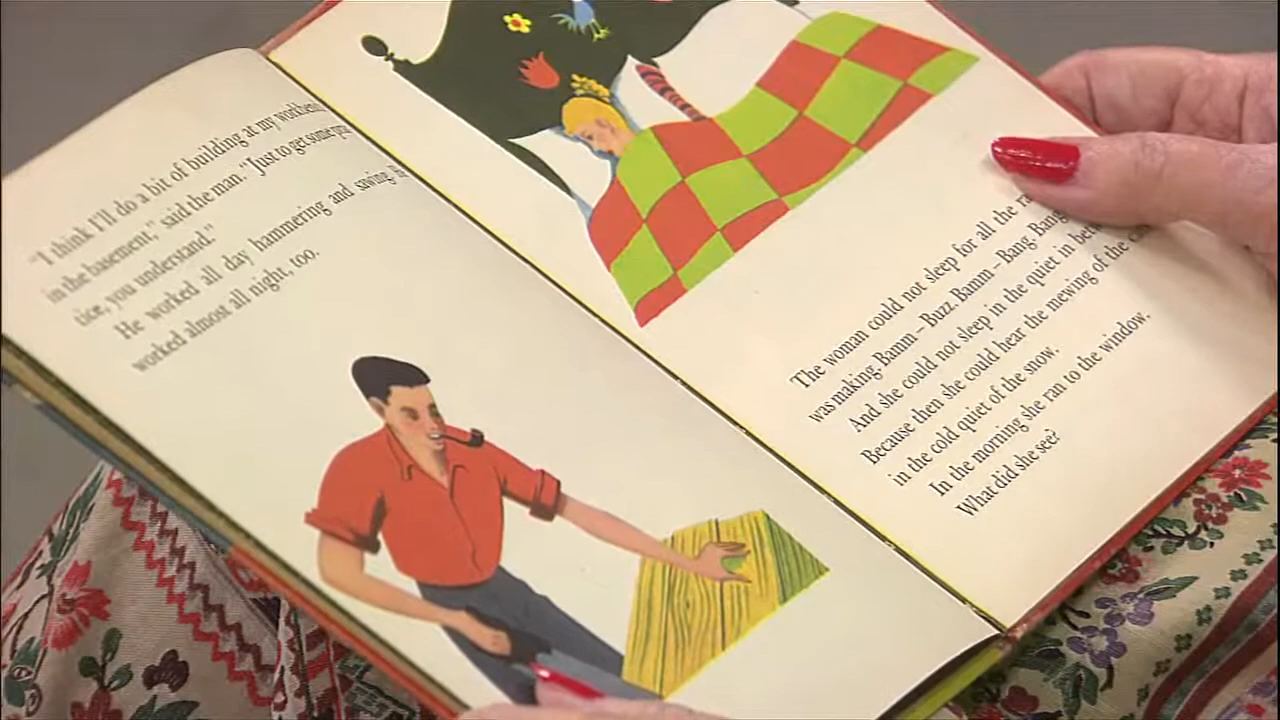 "I think I'll do a bit of building at my
in the basement," said the man. "Just to get some
tice, you understand."
He worked all day hammering and sawing.
worked almost all night, too.
The woman could not sleep for all the
was making. Bamm – Buzz. Bamm – Bang. Bang
And she could not sleep in the quiet in
Because then she could hear the mewing of the
in the cold quiet of the snow.
In the morning she ran to the window.
What did she see?